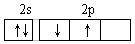 2s 2p
↑↓ ↓ ↑